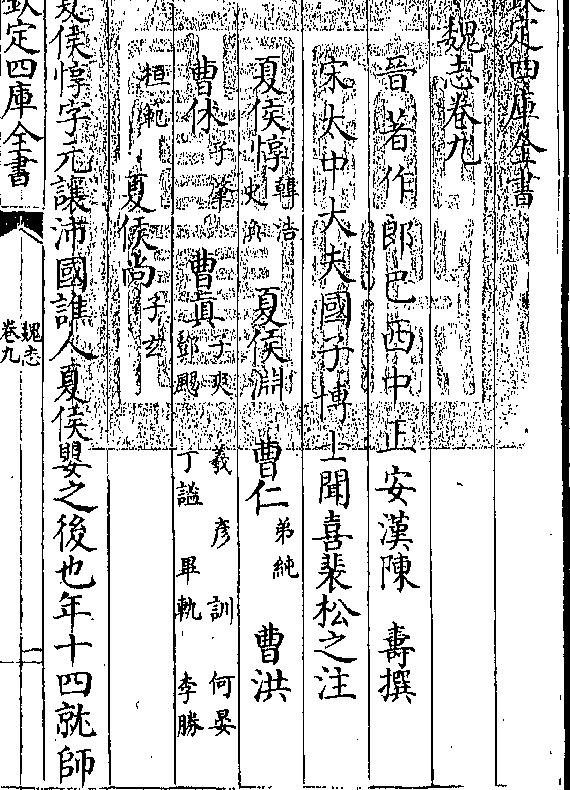 欽定四庫全書
魏志卷九
晉著作郎巴西中正安漢陳 壽撰
宋太中大夫國子博士聞喜裴松之注
夏侯惇 韓浩 史渙 夏侯淵 曹仁 弟純 曹洪
曹休 子肇 曹真 子爽 羲 彦 訓 何晏 鄧颺 丁謐 畢軌 李勝
桓範 夏侯尚 子玄
夏侯惇字元讓沛國譙人夏侯嬰之後也年十四就師
欽定四庫全書
魏志
卷九
一